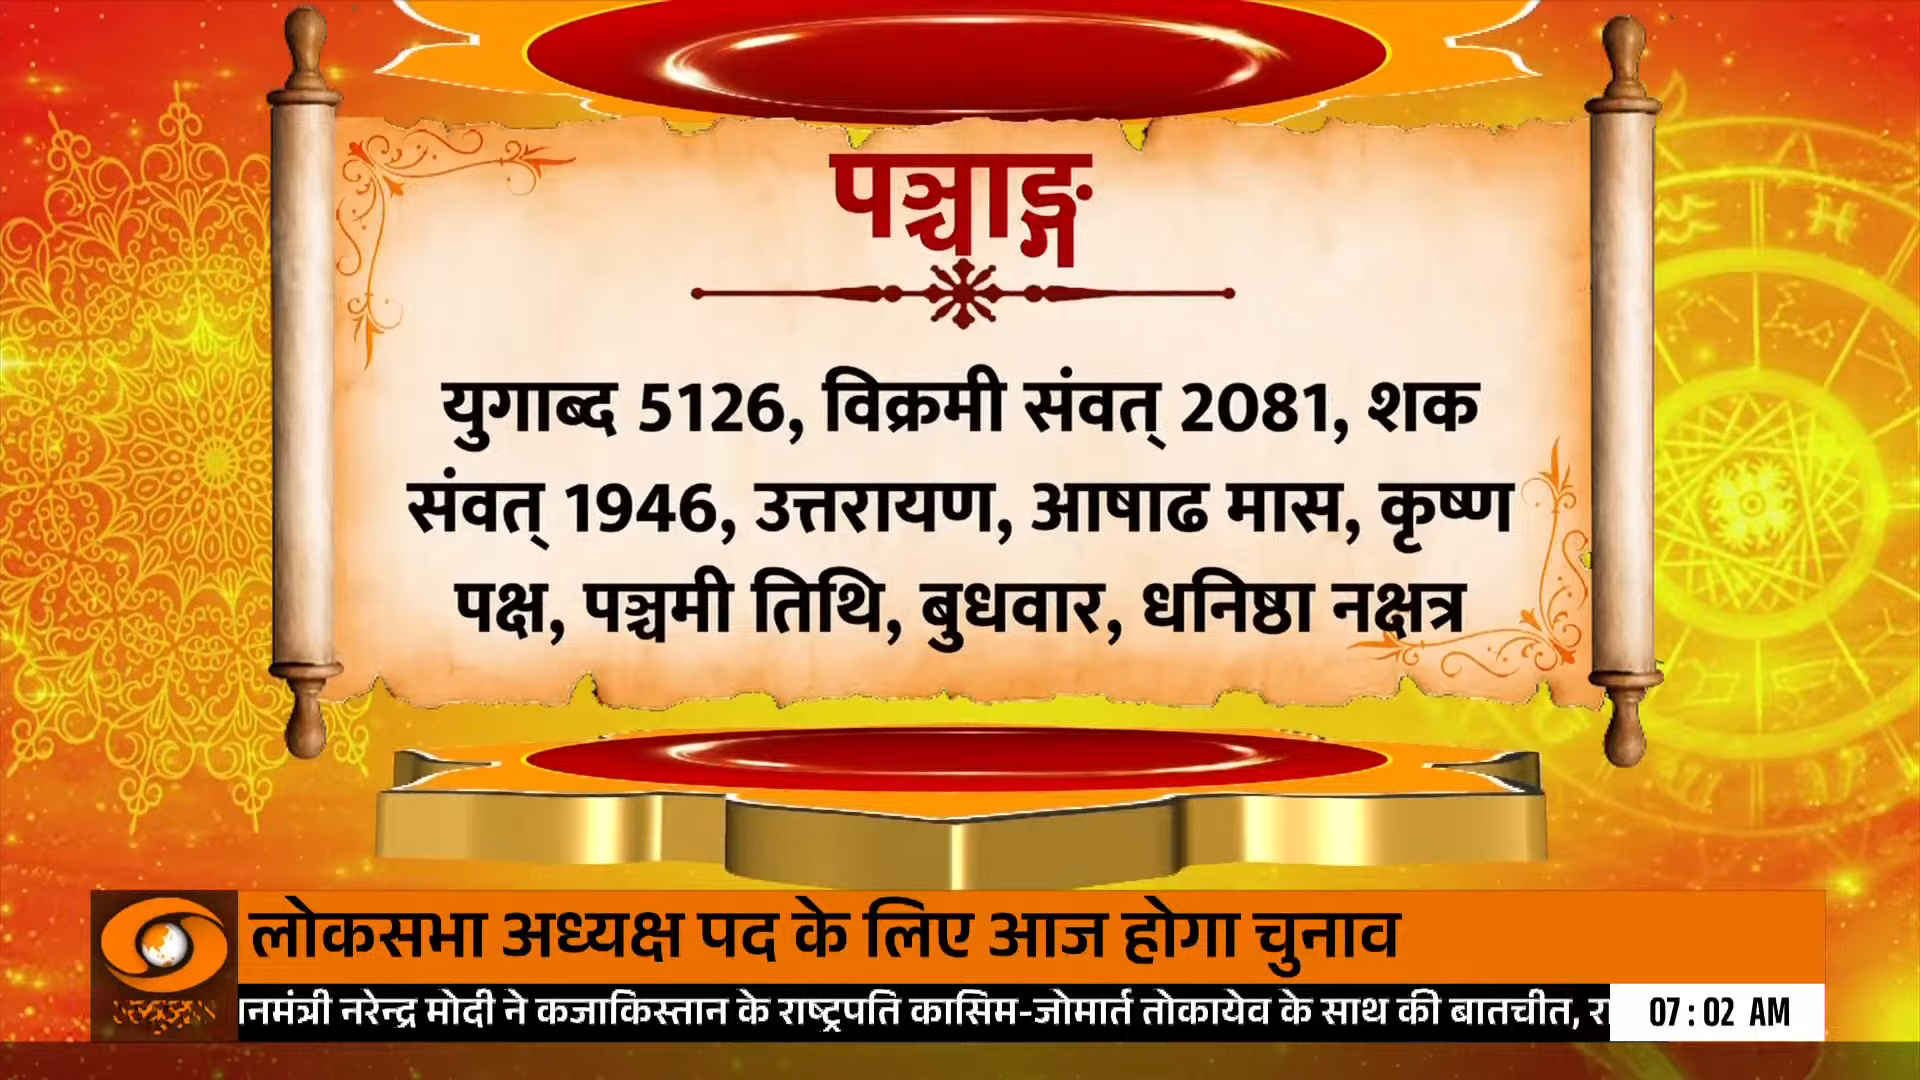 पञ्चाङ्ग
युगाब्द 5126, विक्रमी संवत् 2081, शक
संवत् 1946, उत्तरायण, आषाढ मास, कृष्ण
पक्ष, पञ्चमी तिथि, बुधवार, धनिष्ठा नक्षत्र
लोकसभा अध्यक्ष पद के लिए आज होगा चुनाव
नरेन्द्र मोदी ने कजाकिस्तान के राष्ट्रपति कासिम-जोमार्त तोकायेव के साथ की बातचीत,
07:02 AM